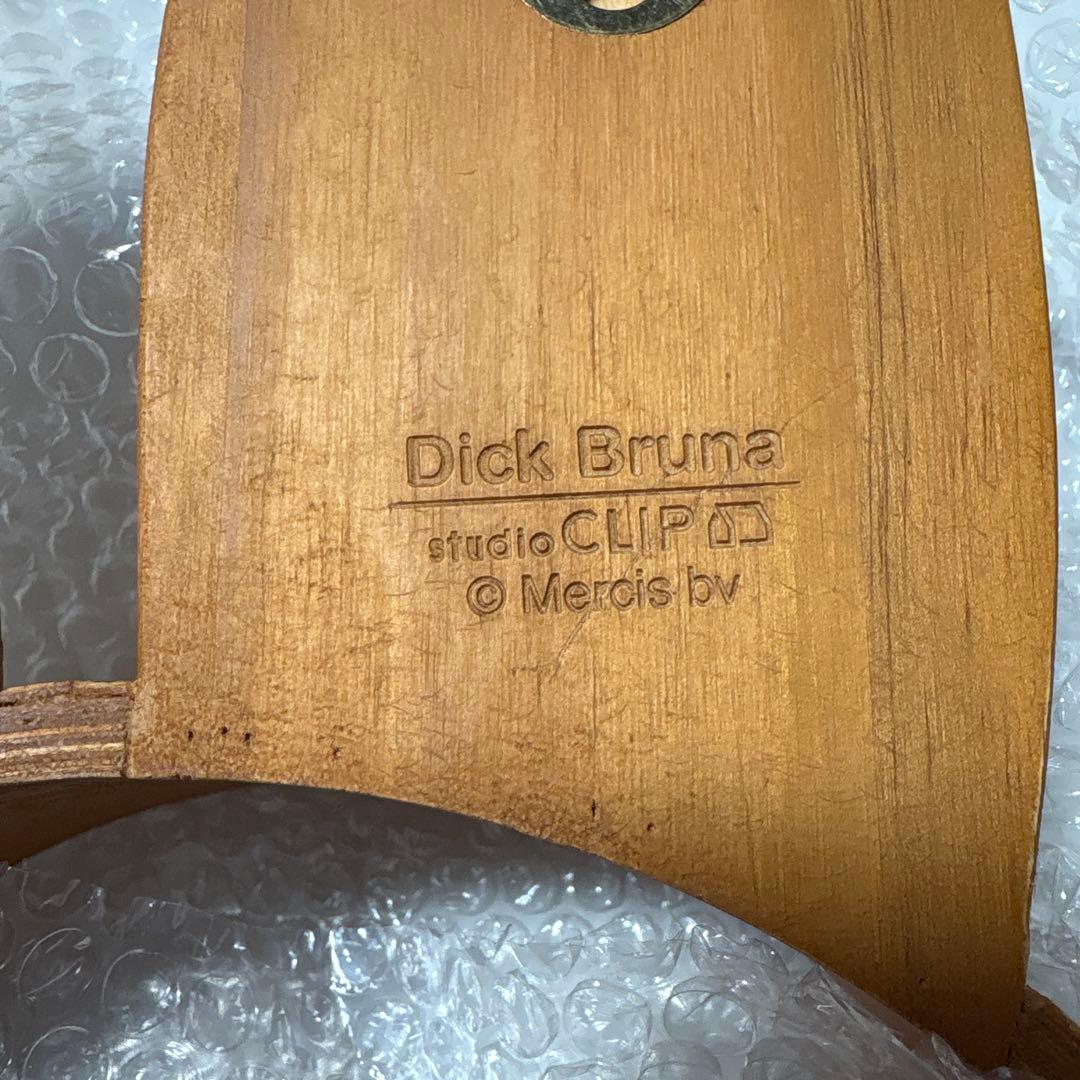 Dick Bruna
studio CLIP
© Mercis bv